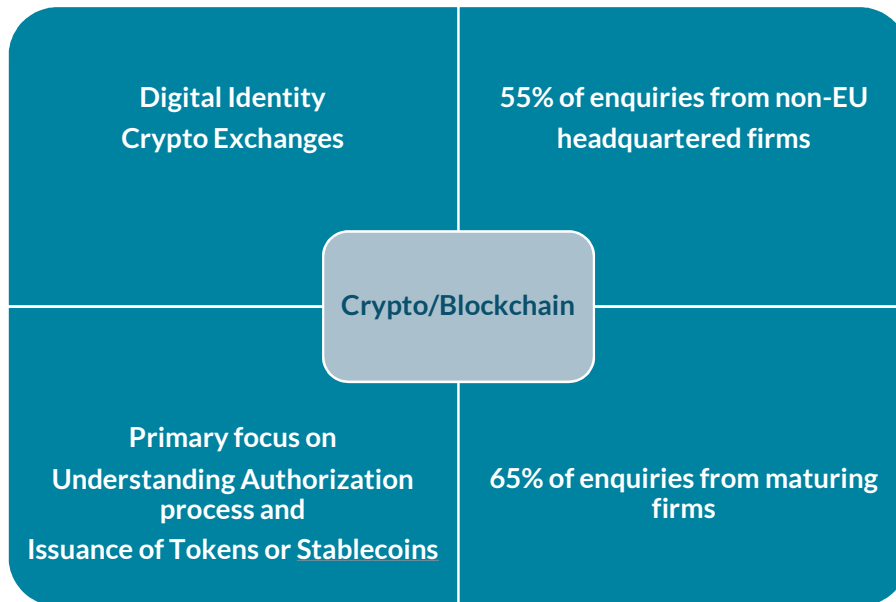 Digital Identity
Crypto Exchanges
55% of enquiries from non-EU
headquartered firms
Crypto/Blockchain
Primary focus on
Understanding Authorization
process and
Issuance of Tokens or Stablecoins
65% of enquiries from maturing
firms